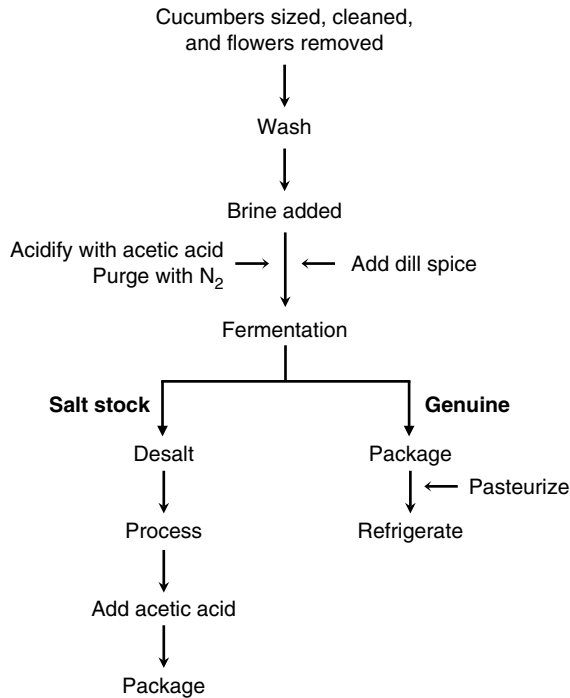 Cucumbers sized, cleaned,
and flowers removed
Wash
Brine added
Acidify with acetic acid
Purge with N₂
Add dill spice
Fermentation
Salt stock
Genuine
Desalt
Package
Pasteurize
Process
Refrigerate
Add acetic acid
Package